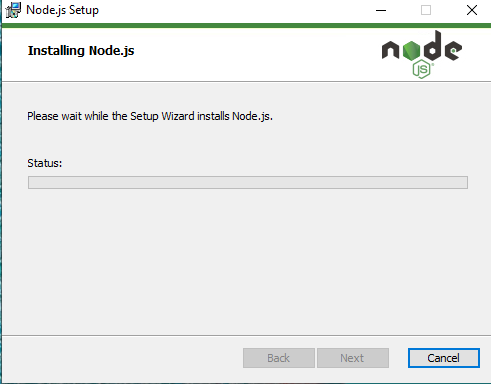 Node.js Setup
Installing Node.js
node
JS
Please wait while the Setup Wizard installs Node.js.
Status:
Back
Next
Cancel